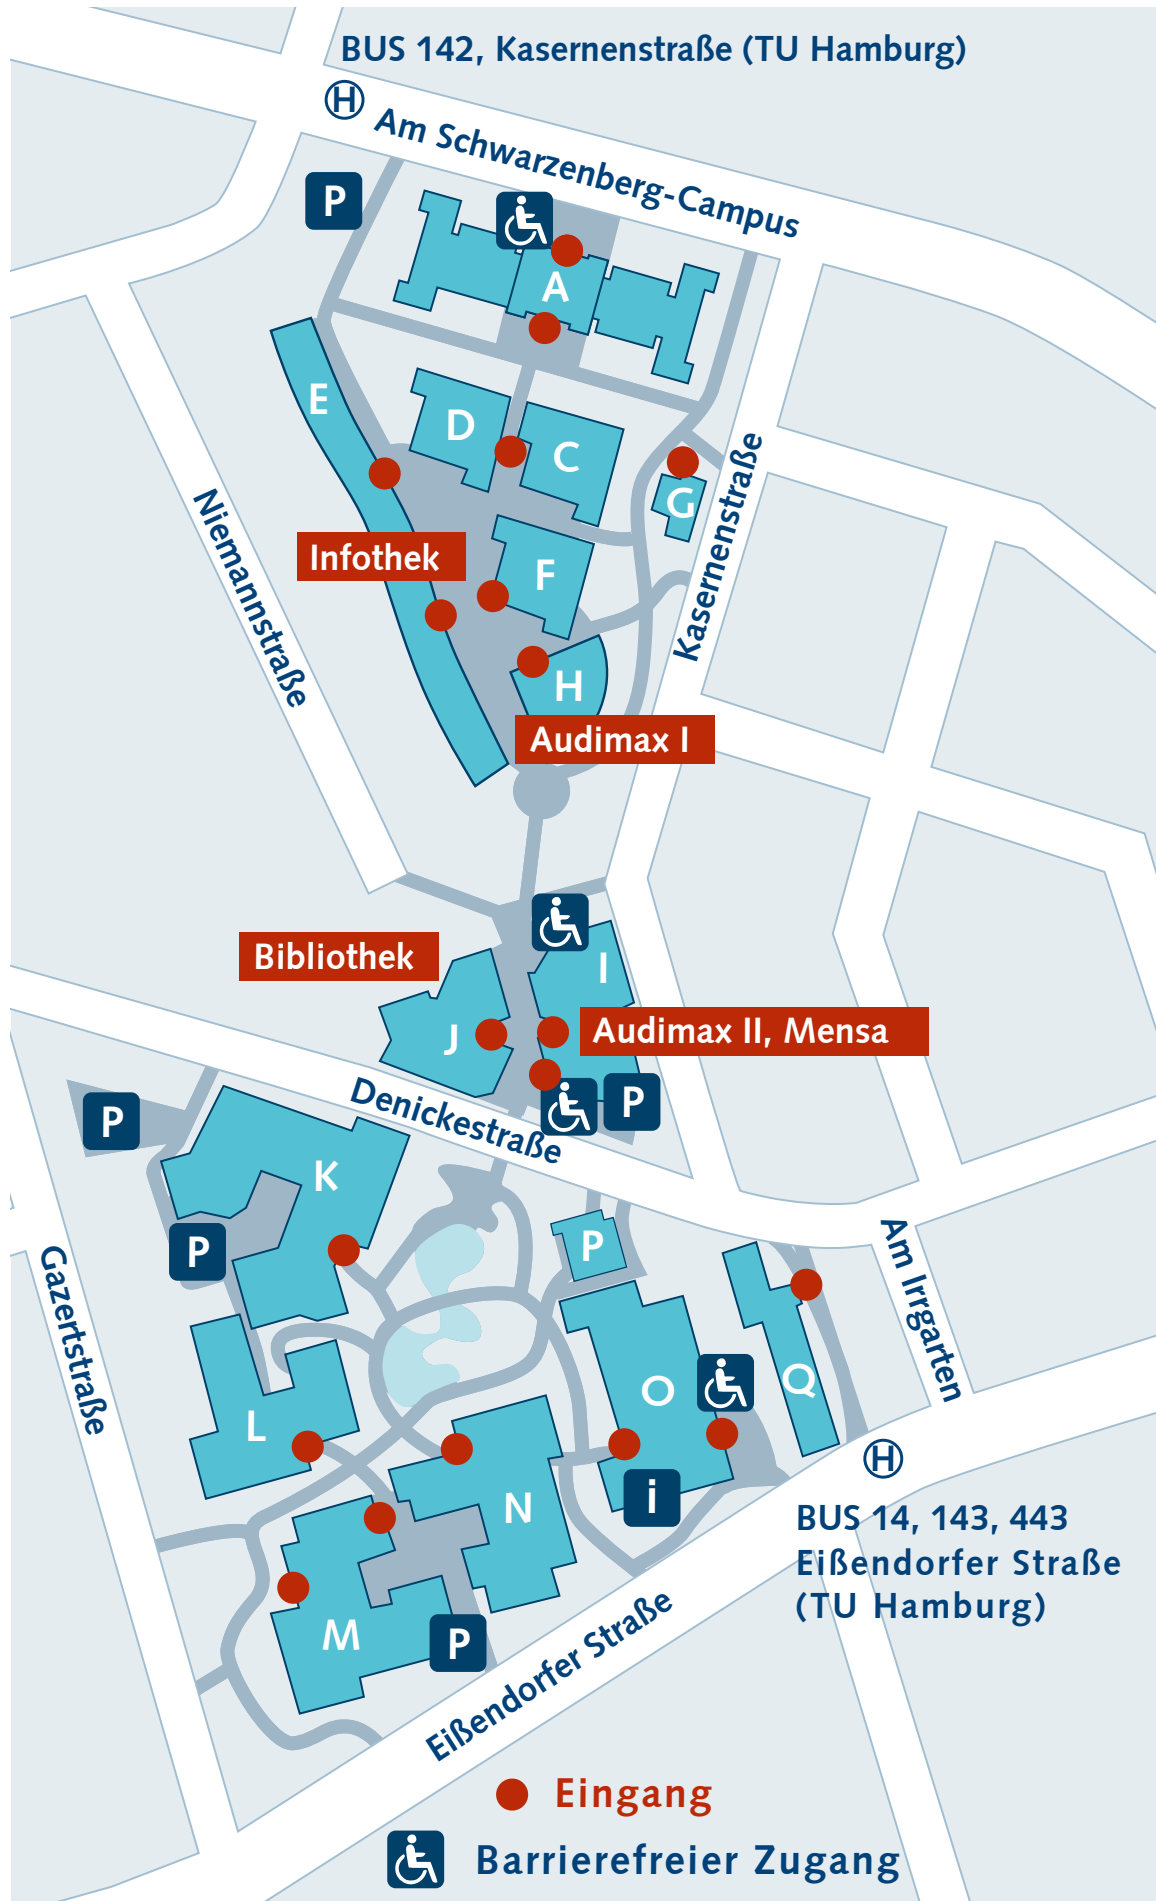 BUS 142, Kasernenstraße (TU Hamburg)
H
Am Schwarzenberg-Campus
P
A
E
D
C
G
Kasernenstraße
Niemannstraße
Infothek
F
H
Audimax I
Bibliothek
I
J
Audimax II, Mensa
P
Denickestraße
P
K
P
P
Am Irrgarten
Gazertstraße
L
O
Q
H
i
N
BUS 14, 143, 443
Eißendorfer Straße
(TU Hamburg)
M
P
Eißendorfer Straße
Eingang
Barrierefreier Zugang